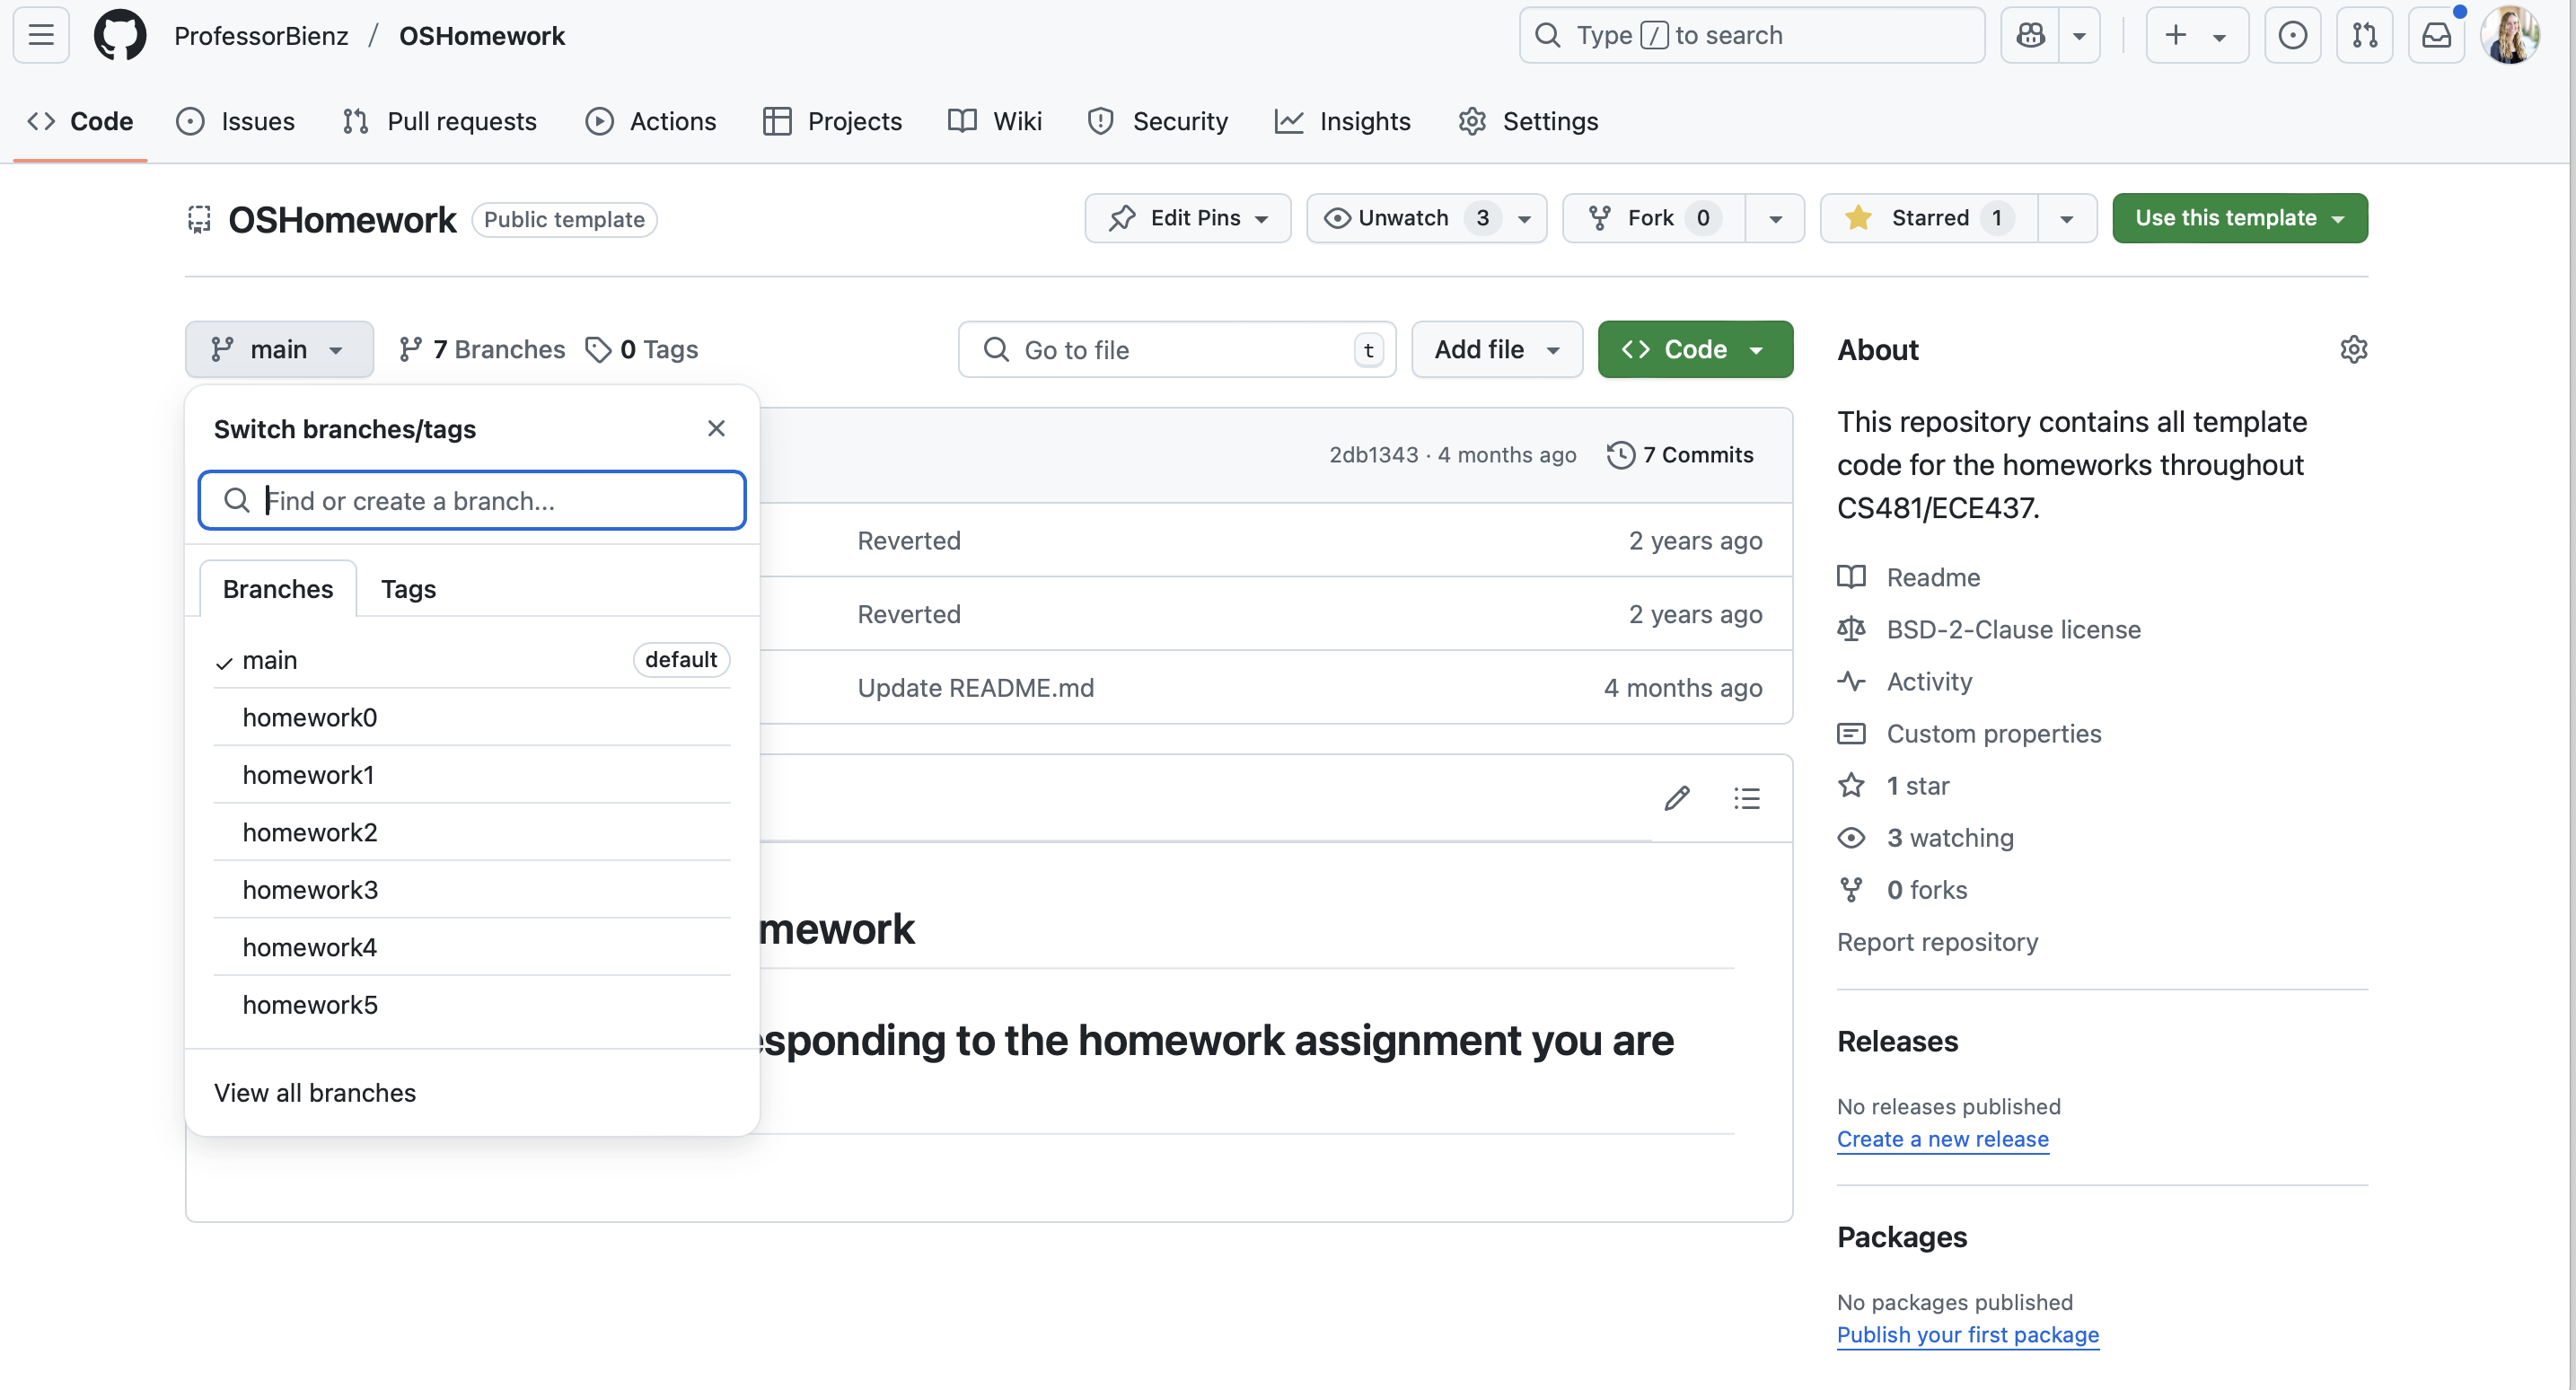 ProfessorBienz / OSHomework
Type / to search
Code
Issues
Pull requests
Actions
Projects
Wiki
Security
Insights
Settings
OSHomework
Public template
Edit Pins
Unwatch 3
Fork 0
Starred 1
Use this template
main
7 Branches
0 Tags
Go to file
t
Add file
Code
Switch branches/tags
Find or create a branch...
Branches
Tags
main
default
homework0
homework1
homework2
homework3
homework4
homework5
View all branches
2db1343 · 4 months ago
7 Commits
Reverted
2 years ago
Reverted
2 years ago
Update README.md
4 months ago
mework
sponding to the homework assignment you are
About
This repository contains all template
code for the homeworks throughout
CS481/ECE437.
Readme
BSD-2-Clause license
Activity
Custom properties
1 star
3 watching
0 forks
Report repository
Releases
No releases published
Create a new release
Packages
No packages published
Publish your first package